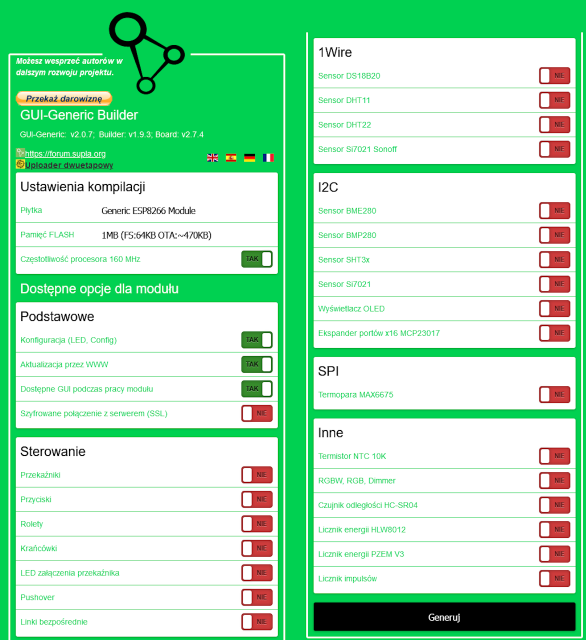 Możesz wesprzeć autorów w
dalszym rozwoju projektu.
Przekaż darowiznę
GUI-Generic Builder
GUI-Generic: v2.0.7; Builder: v1.9.3; Board: v2.7.4
https://forum.supla.org
Uploader dwuetapowy
Ustawienia kompilacji
Płytka Generic ESP8266 Module
Pamięć FLASH 1MB (FS:64KB OTA:~470KB)
Częstotliwość procesora 160 MHz TAK
Dostępne opcje dla modułu
Podstawowe
Konfiguracja (LED, Config) TAK
Aktualizacja przez WWW TAK
Dostępne GUI podczas pracy modułu TAK
Szyfrowane połączenie z serwerem (SSL) NIE
Sterowanie
Przekaźniki NIE
Przyciski NIE
Rolety NIE
Krańcówki NIE
LED załączenia przekaźnika NIE
Pushover NIE
Linki bezpośrednie NIE
1Wire
Sensor DS18B20 NIE
Sensor DHT11 NIE
Sensor DHT22 NIE
Sensor Si7021 Sonoff NIE
I2C
Sensor BME280 NIE
Sensor BMP280 NIE
Sensor SHT3x NIE
Sensor Si7021 NIE
Wyświetlacz OLED NIE
Ekspander portów x16 MCP23017 NIE
SPI
Termopara MAX6675 NIE
Inne
Termistor NTC 10K NIE
RGBW, RGB, Dimmer NIE
Czujnik odległości HC-SR04 NIE
Licznik energii HLW8012 NIE
Licznik energii PZEM V3 NIE
Licznik impulsów NIE
Generuj